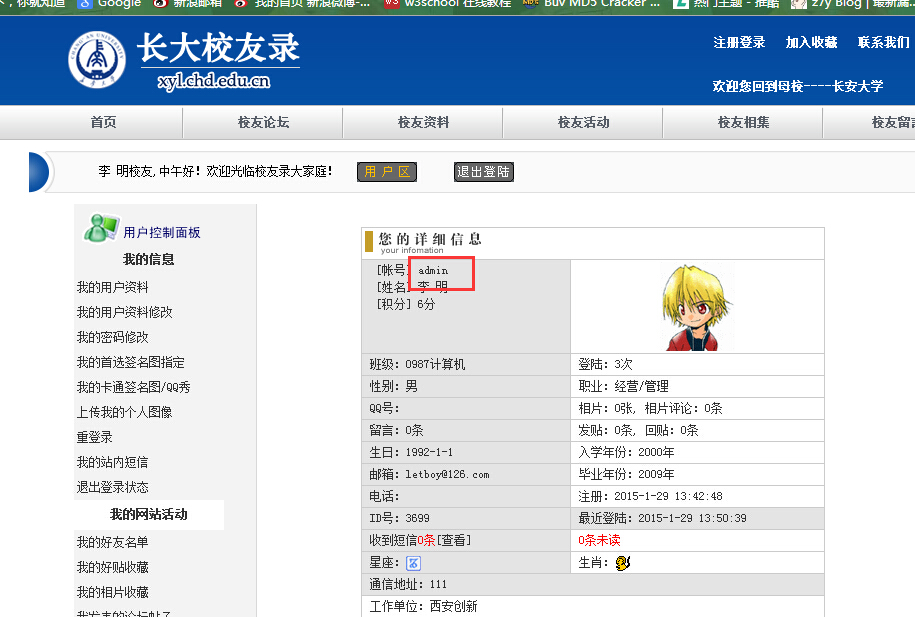 你就知道 Google 新浪邮箱 我的首页 新浪微博-... w3school 在线教程 Buv MD5 Cracker ... 热门主题 - 推酷 z7y Blog | 最新漏...
长大校友录
xyl.chd.edu.cn
注册登录 加入收藏 联系我们
欢迎您回到母校----长安大学
首页 校友论坛 校友资料 校友活动 校友相集 校友留
李 明校友, 中午好! 欢迎光临校友录大家庭! 用 户 区 退出登陆
用户控制面板
我的信息
我的用户资料
我的用户资料修改
我的密码修改
我的首选签名图指定
我的卡通签名图/QQ秀
上传我的个人图像
重登录
我的站内短信
退出登录状态
我的网站活动
我的好友名单
我的好贴收藏
我的相片收藏
我发表的论坛帖子
您 的 详 细 信 息
your infomation
[帐号] admin
[姓名] 李 明
[积分] 6分
班级: 0987计算机 登陆: 3次
性别: 男 职业: 经营/管理
QQ号: 相片: 0张, 相片评论: 0条
留言: 0条 发贴: 0条, 回贴: 0条
生日: 1992-1-1 入学年份: 2000年
邮箱: letboy@126.com 毕业年份: 2009年
电话: 注册: 2015-1-29 13:42:48
ID号: 3699 最近登陆: 2015-1-29 13:50:39
收到短信0条[查看] 0条未读
星座: 生肖:
通信地址: 111
工作单位: 西安创新